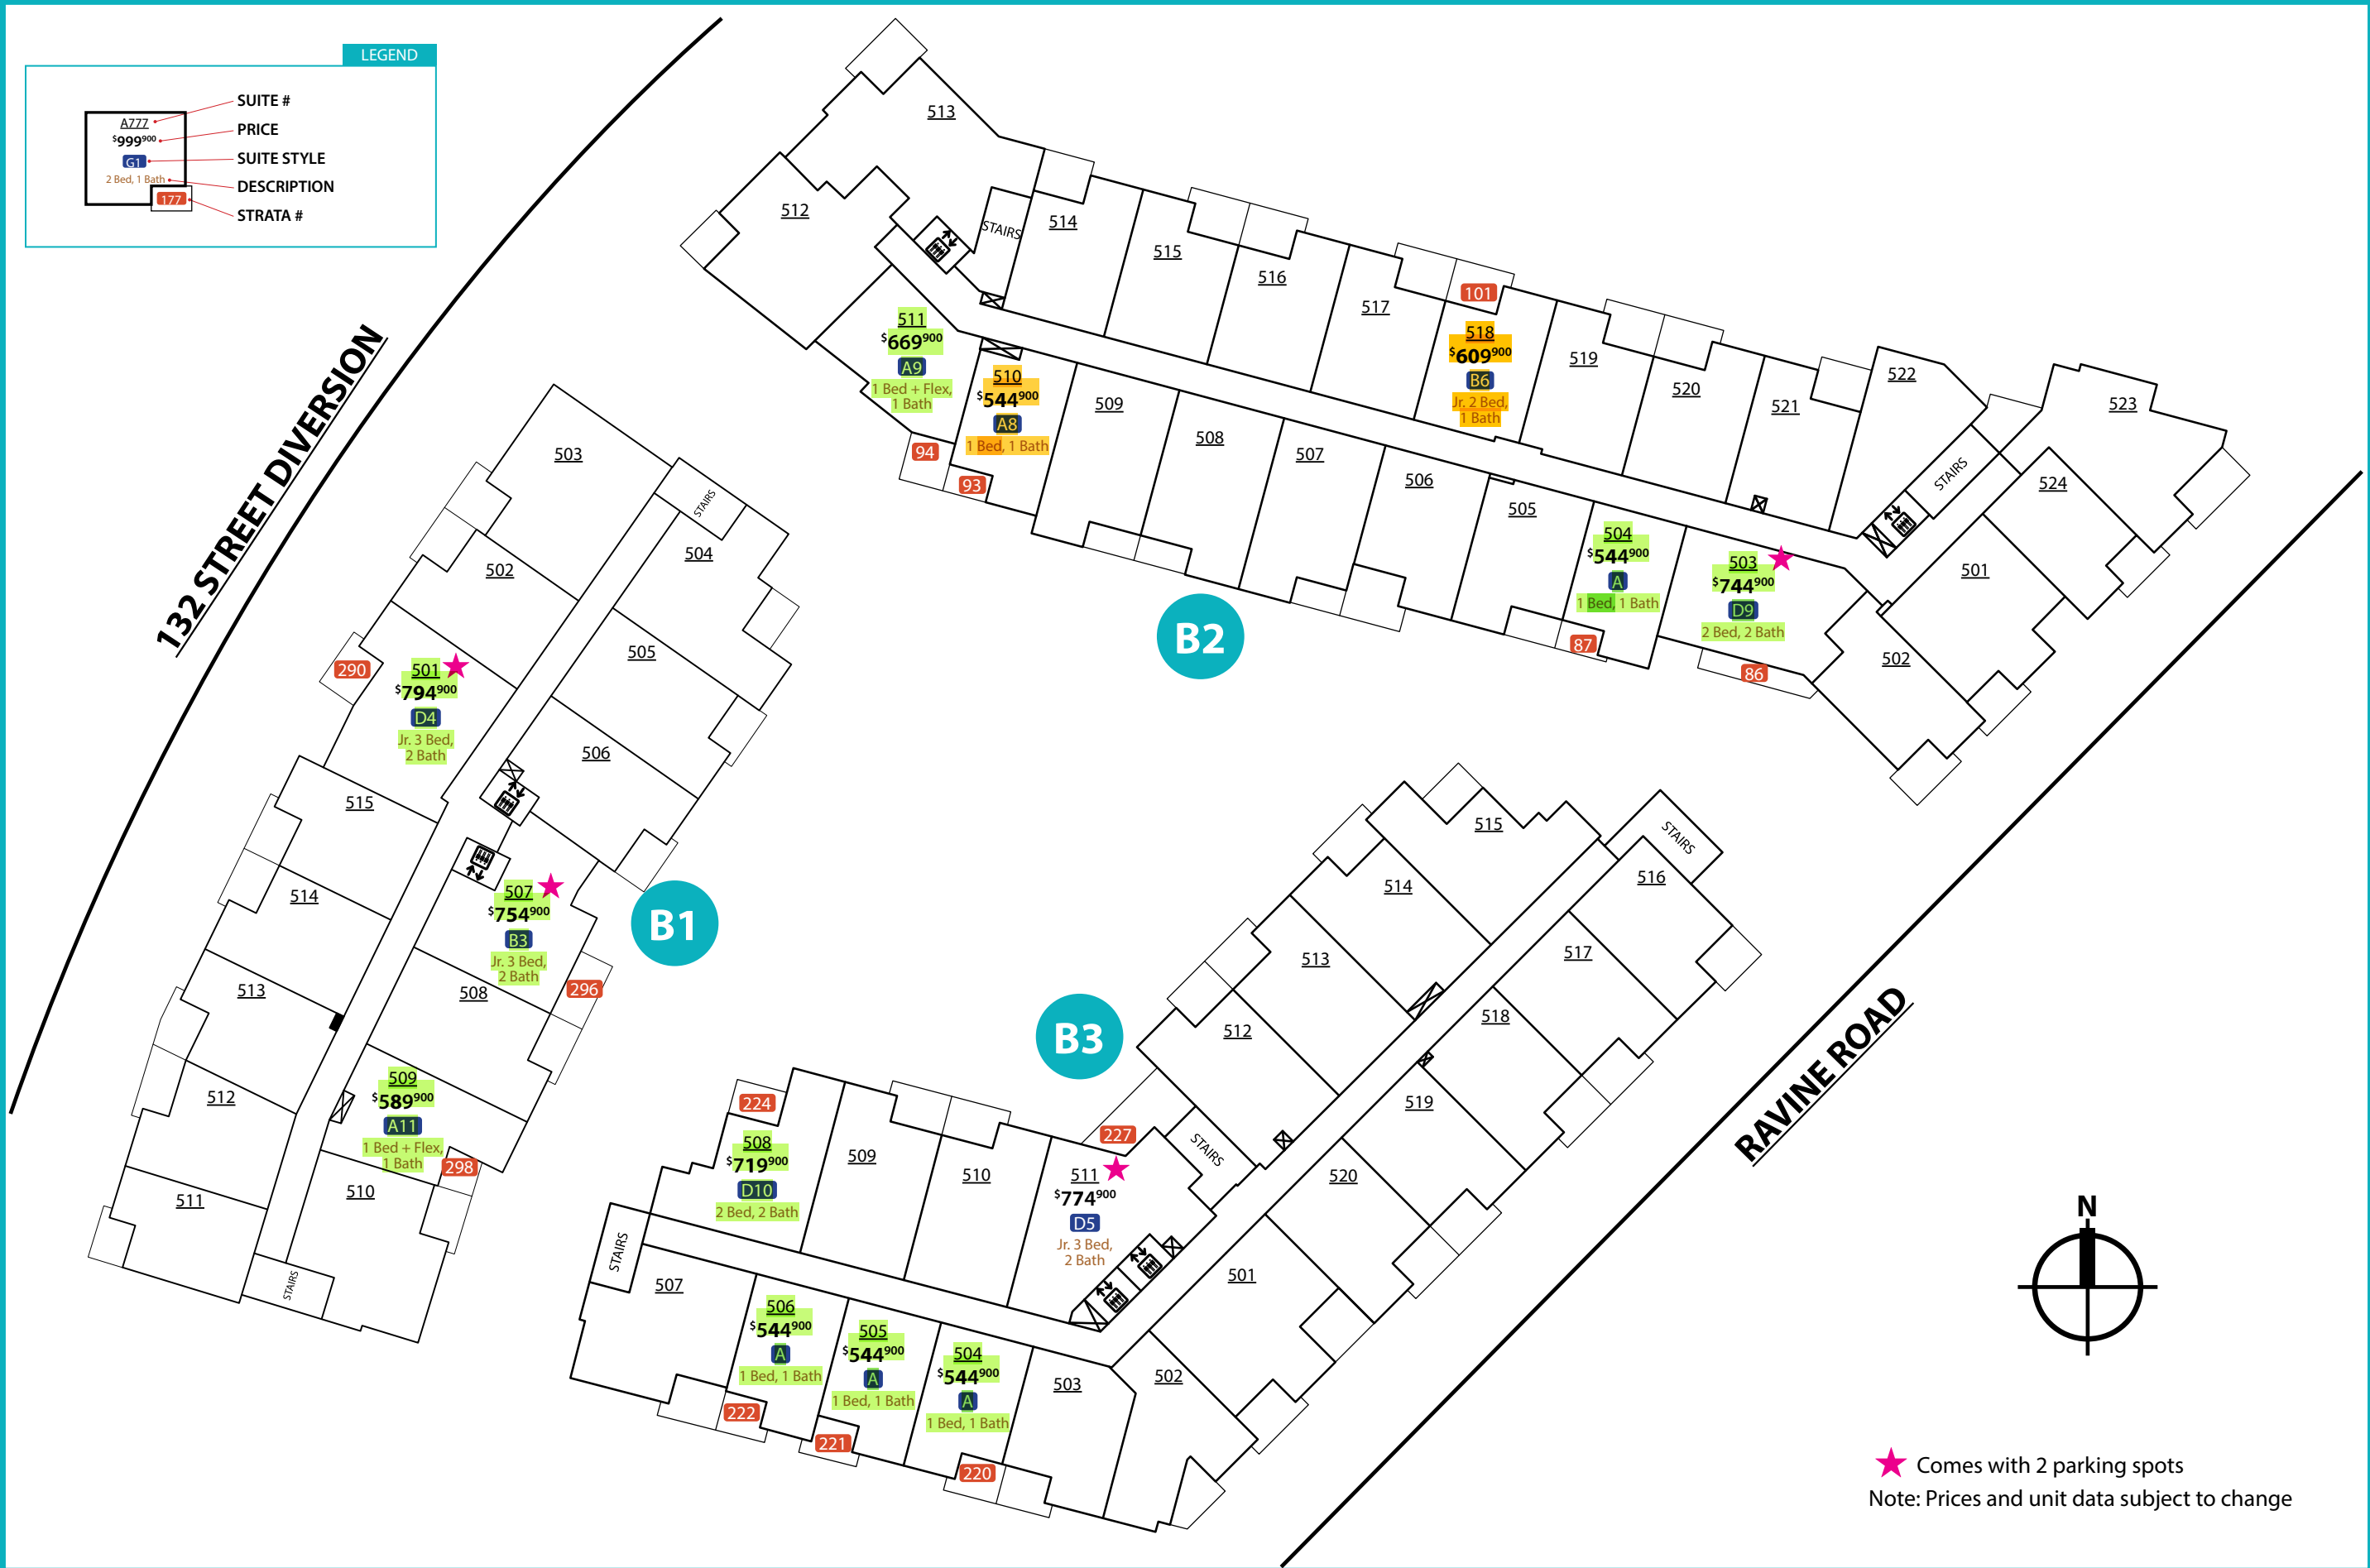 LEGEND
A777
$999900
G1
2 Bed, 1 Bath
177
SUITE #
PRICE
SUITE STYLE
DESCRIPTION
STRATA #
132 STREET DIVERSION
RAVINE ROAD
B2
513
512
STAIRS
514
515
516
517
101
518
$609900
B6
Jr. 2 Bed,
1 Bath
519
520
521
522
523
STAIRS
524
501
502
511
$669900
A9
1 Bed + Flex,
1 Bath
94
510
$544900
A8
1 Bed, 1 Bath
93
509
508
507
506
505
504
$544900
A
1 Bed, 1 Bath
87
503
$744900
D9
2 Bed, 2 Bath
86
B1
503
STAIRS
504
502
505
290
501
$794900
D4
Jr. 3 Bed,
2 Bath
506
515
507
$754900
B3
Jr. 3 Bed,
2 Bath
296
514
513
508
512
509
$589900
A11
1 Bed + Flex,
1 Bath
298
511
510
STAIRS
B3
515
STAIRS
516
514
517
513
518
512
519
227
STAIRS
520
224
508
$719900
D10
2 Bed, 2 Bath
509
510
511
$774900
D5
Jr. 3 Bed,
2 Bath
STAIRS
507
501
506
$544900
A
1 Bed, 1 Bath
222
505
$544900
A
1 Bed, 1 Bath
221
504
$544900
A
1 Bed, 1 Bath
220
503
502
N
Comes with 2 parking spots
Note: Prices and unit data subject to change